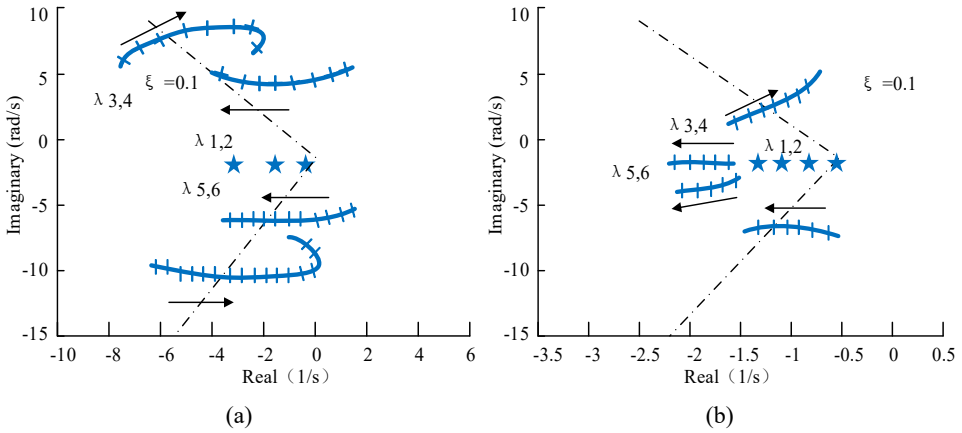 10
5
0
-5
-10
-15
Imaginary (rad/s)
-10
-8
-6
-4
-2
0
2
4
6
Real（1/s）
ξ =0.1
λ 3,4
λ 1,2
λ 5,6
(a)
10
5
0
-5
-10
-15
Imaginary (rad/s)
-3.5
-3
-2.5
-2
-1.5
-1
-0.5
0
0.5
Real（1/s）
ξ =0.1
λ 3,4
λ 1,2
λ 5,6
(b)